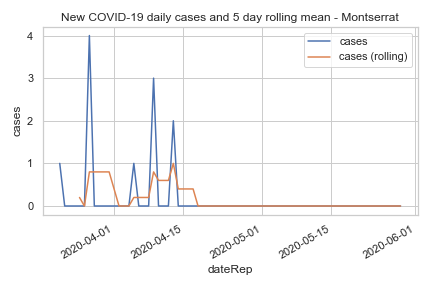 New COVID-19 daily cases and 5 day rolling mean - Montserrat
cases
cases (rolling)
4
3
2
1
0
cases
2020-04-01
2020-04-15
2020-05-01
2020-05-15
2020-06-01
dateRep